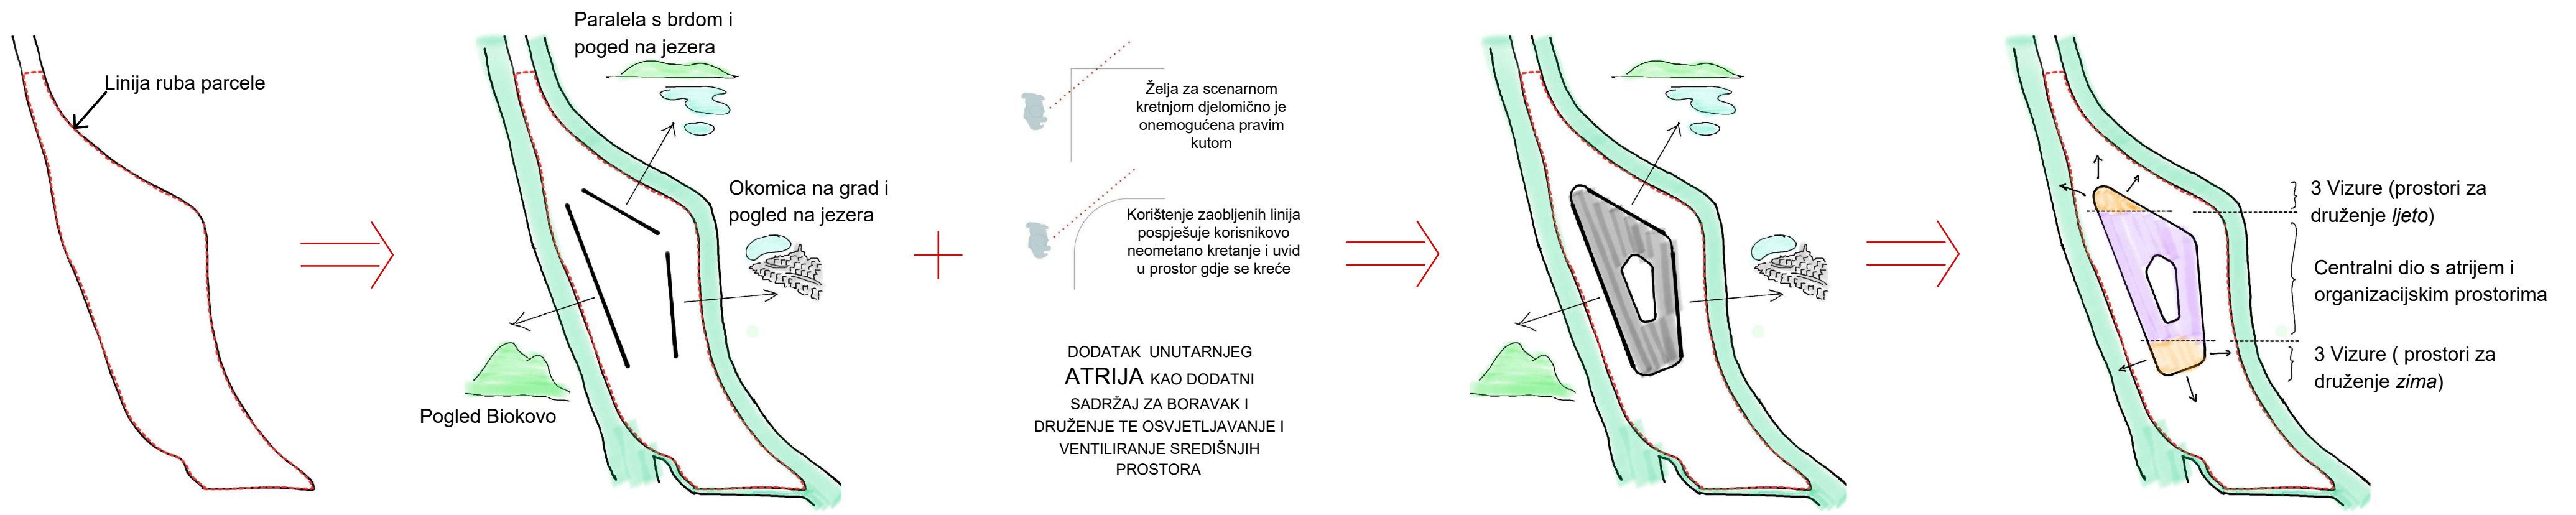 Linija ruba parcele
Paralela s brdom i
poged na jezera
Okomica na grad i
pogled na jezera
Pogled Biokovo
Želja za scenarnom
kretnjom djelomično je
onemogućena pravim
kutom
Korištenje zaobljenih linija
pospješuje korisnikovo
neometano kretanje i uvid
u prostor gdje se kreće
DODATAK UNUTARNJEG
ATRIJA KAO DODATNI
SADRŽAJ ZA BORAVAK I
DRUŽENJE TE OSVJETLJAVANJE I
VENTILIRANJE SREDIŠNJIH
PROSTORA
3 Vizure (prostori za
druženje ljeto)
Centralni dio s atrijem i
organizacijskim prostorima
3 Vizure ( prostori za
druženje zima)